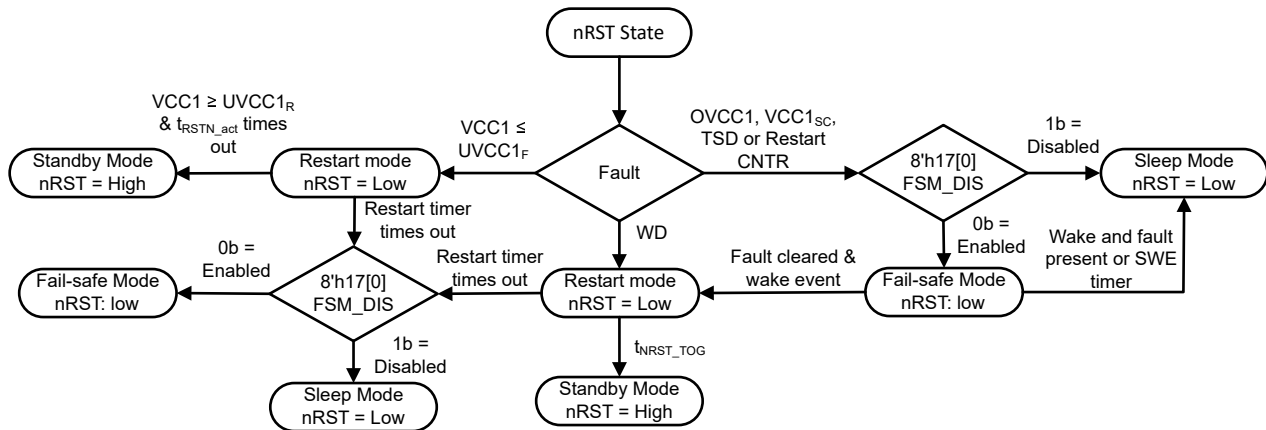 nRST State
VCC1 ≥ UVCC1R
& tRSTN_act times
out
VCC1 ≤
UVCC1F
OVCC1, VCC1SC,
TSD or Restart
CNTR
1b =
Disabled
Standby Mode
nRST = High
Restart mode
nRST = Low
Fault
8'h17[0]
FSM_DIS
Sleep Mode
nRST = Low
Restart timer
times out
WD
0b =
Enabled
Wake and fault
present or SWE
timer
0b =
Enabled
Restart timer
times out
Fault cleared &
wake event
Fail-safe Mode
nRST: low
8'h17[0]
FSM_DIS
Restart mode
nRST = Low
Fail-safe Mode
nRST: low
1b =
Disabled
tNRST_TOG
Sleep Mode
nRST = Low
Standby Mode
nRST = High